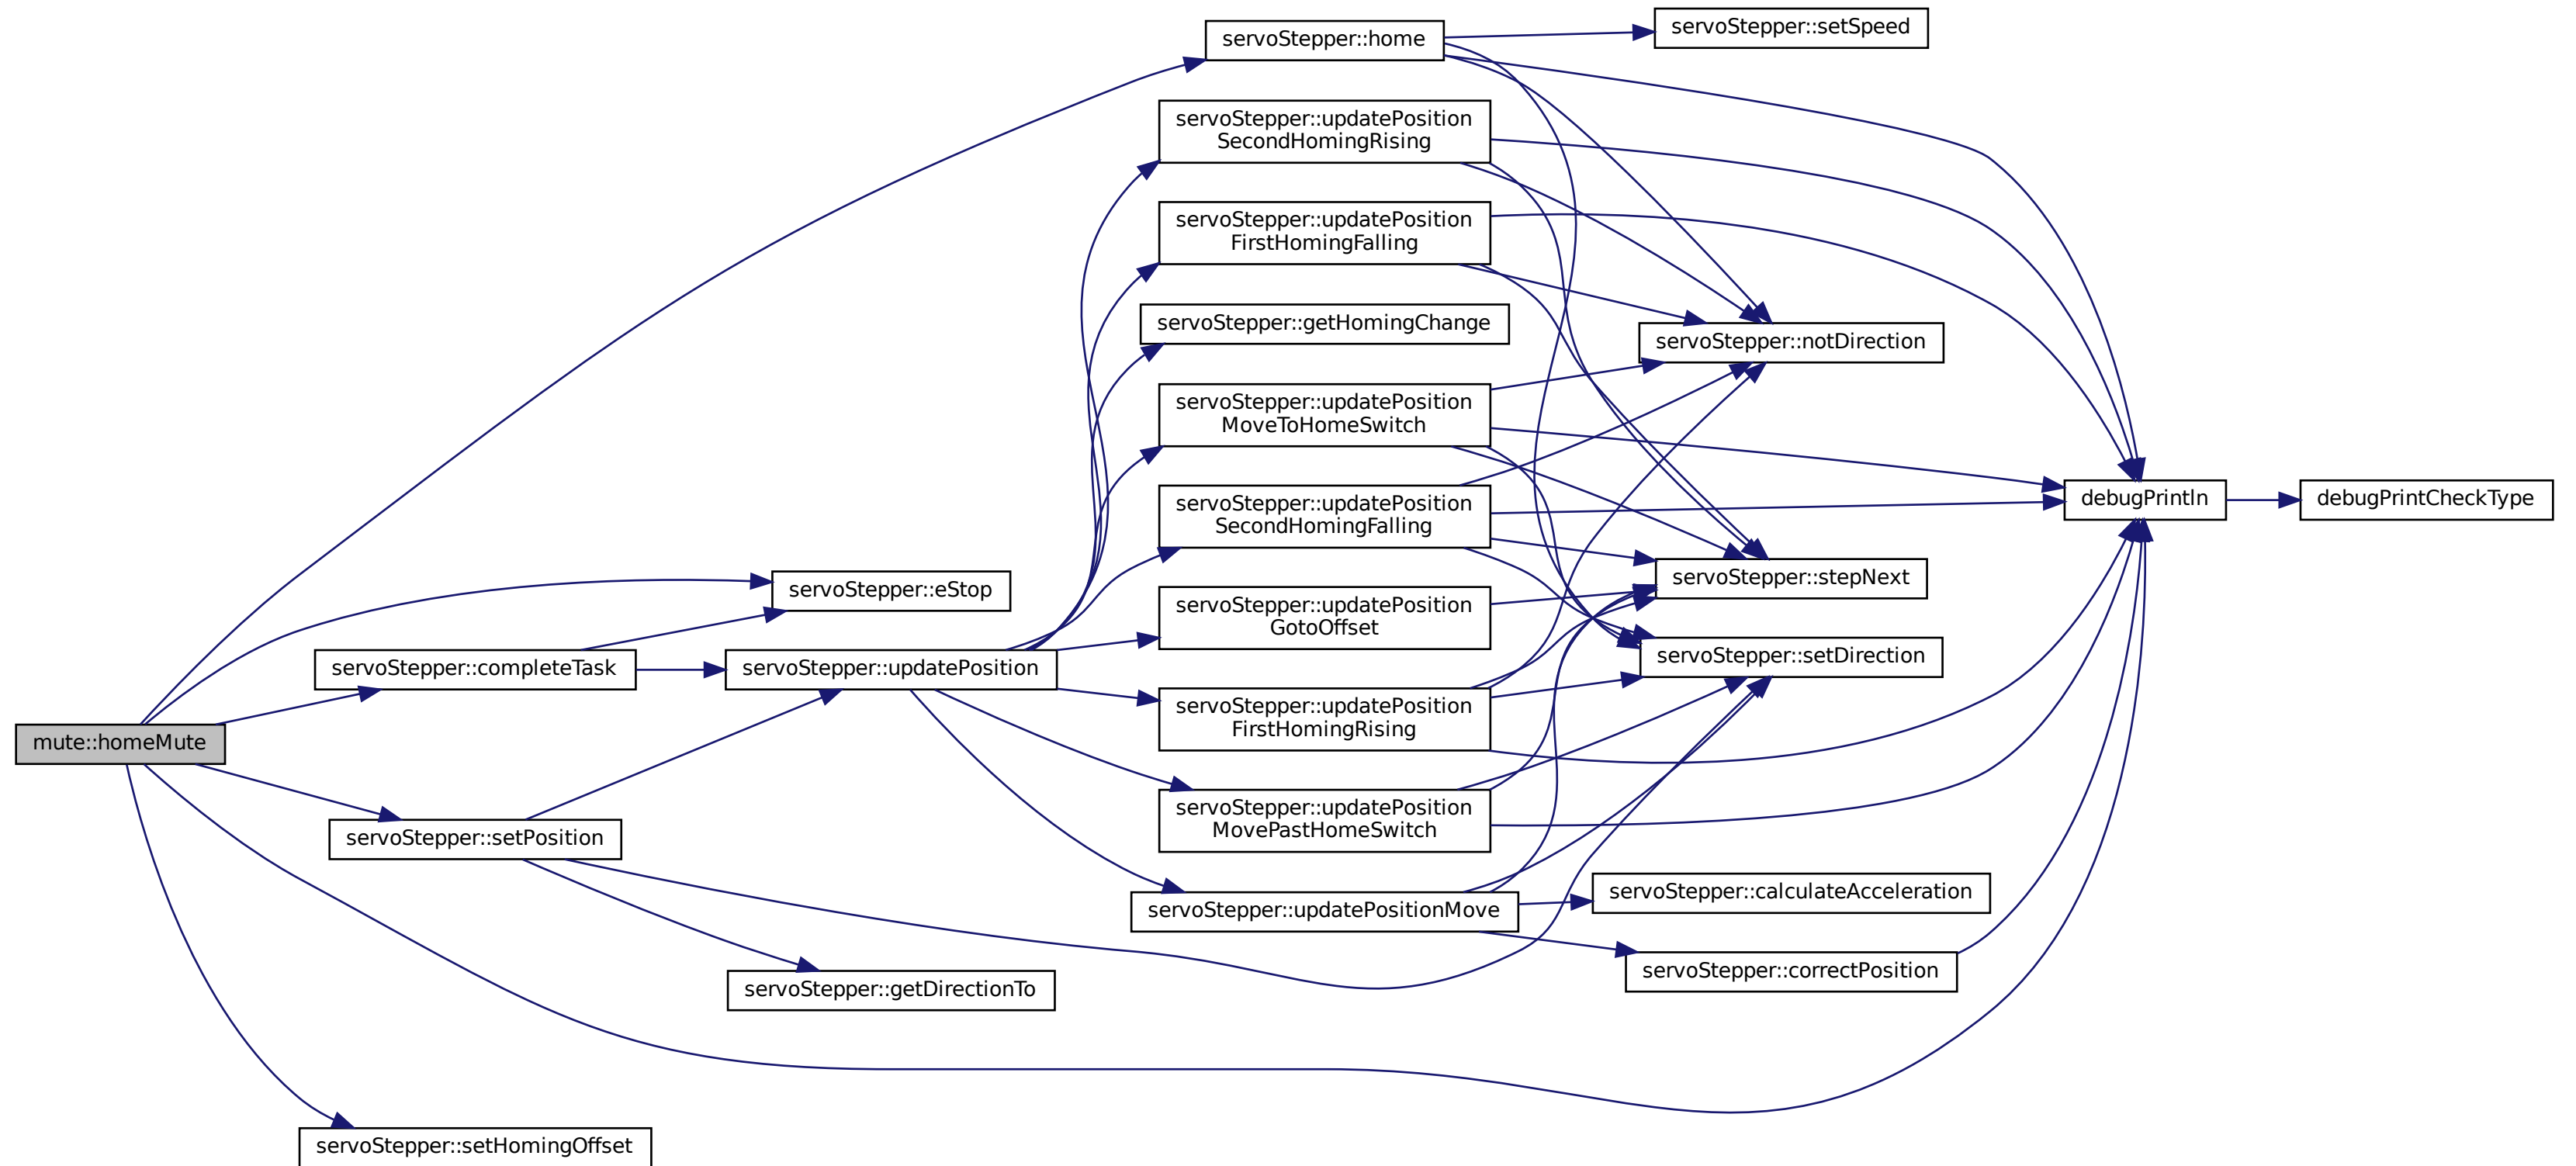 servoStepper::setSpeed
servoStepper::home
servoStepper::updatePosition
SecondHomingRising
servoStepper::updatePosition
FirstHomingFalling
servoStepper::getHomingChange
servoStepper::notDirection
servoStepper::updatePosition
MoveToHomeSwitch
servoStepper::updatePosition
SecondHomingFalling
debugPrintln
debugPrintCheckType
servoStepper::eStop
servoStepper::stepNext
servoStepper::updatePosition
GotoOffset
servoStepper::completeTask
servoStepper::updatePosition
servoStepper::setDirection
mute::homeMute
servoStepper::updatePosition
FirstHomingRising
servoStepper::setPosition
servoStepper::updatePosition
MovePastHomeSwitch
servoStepper::calculateAcceleration
servoStepper::updatePositionMove
servoStepper::correctPosition
servoStepper::getDirectionTo
servoStepper::setHomingOffset